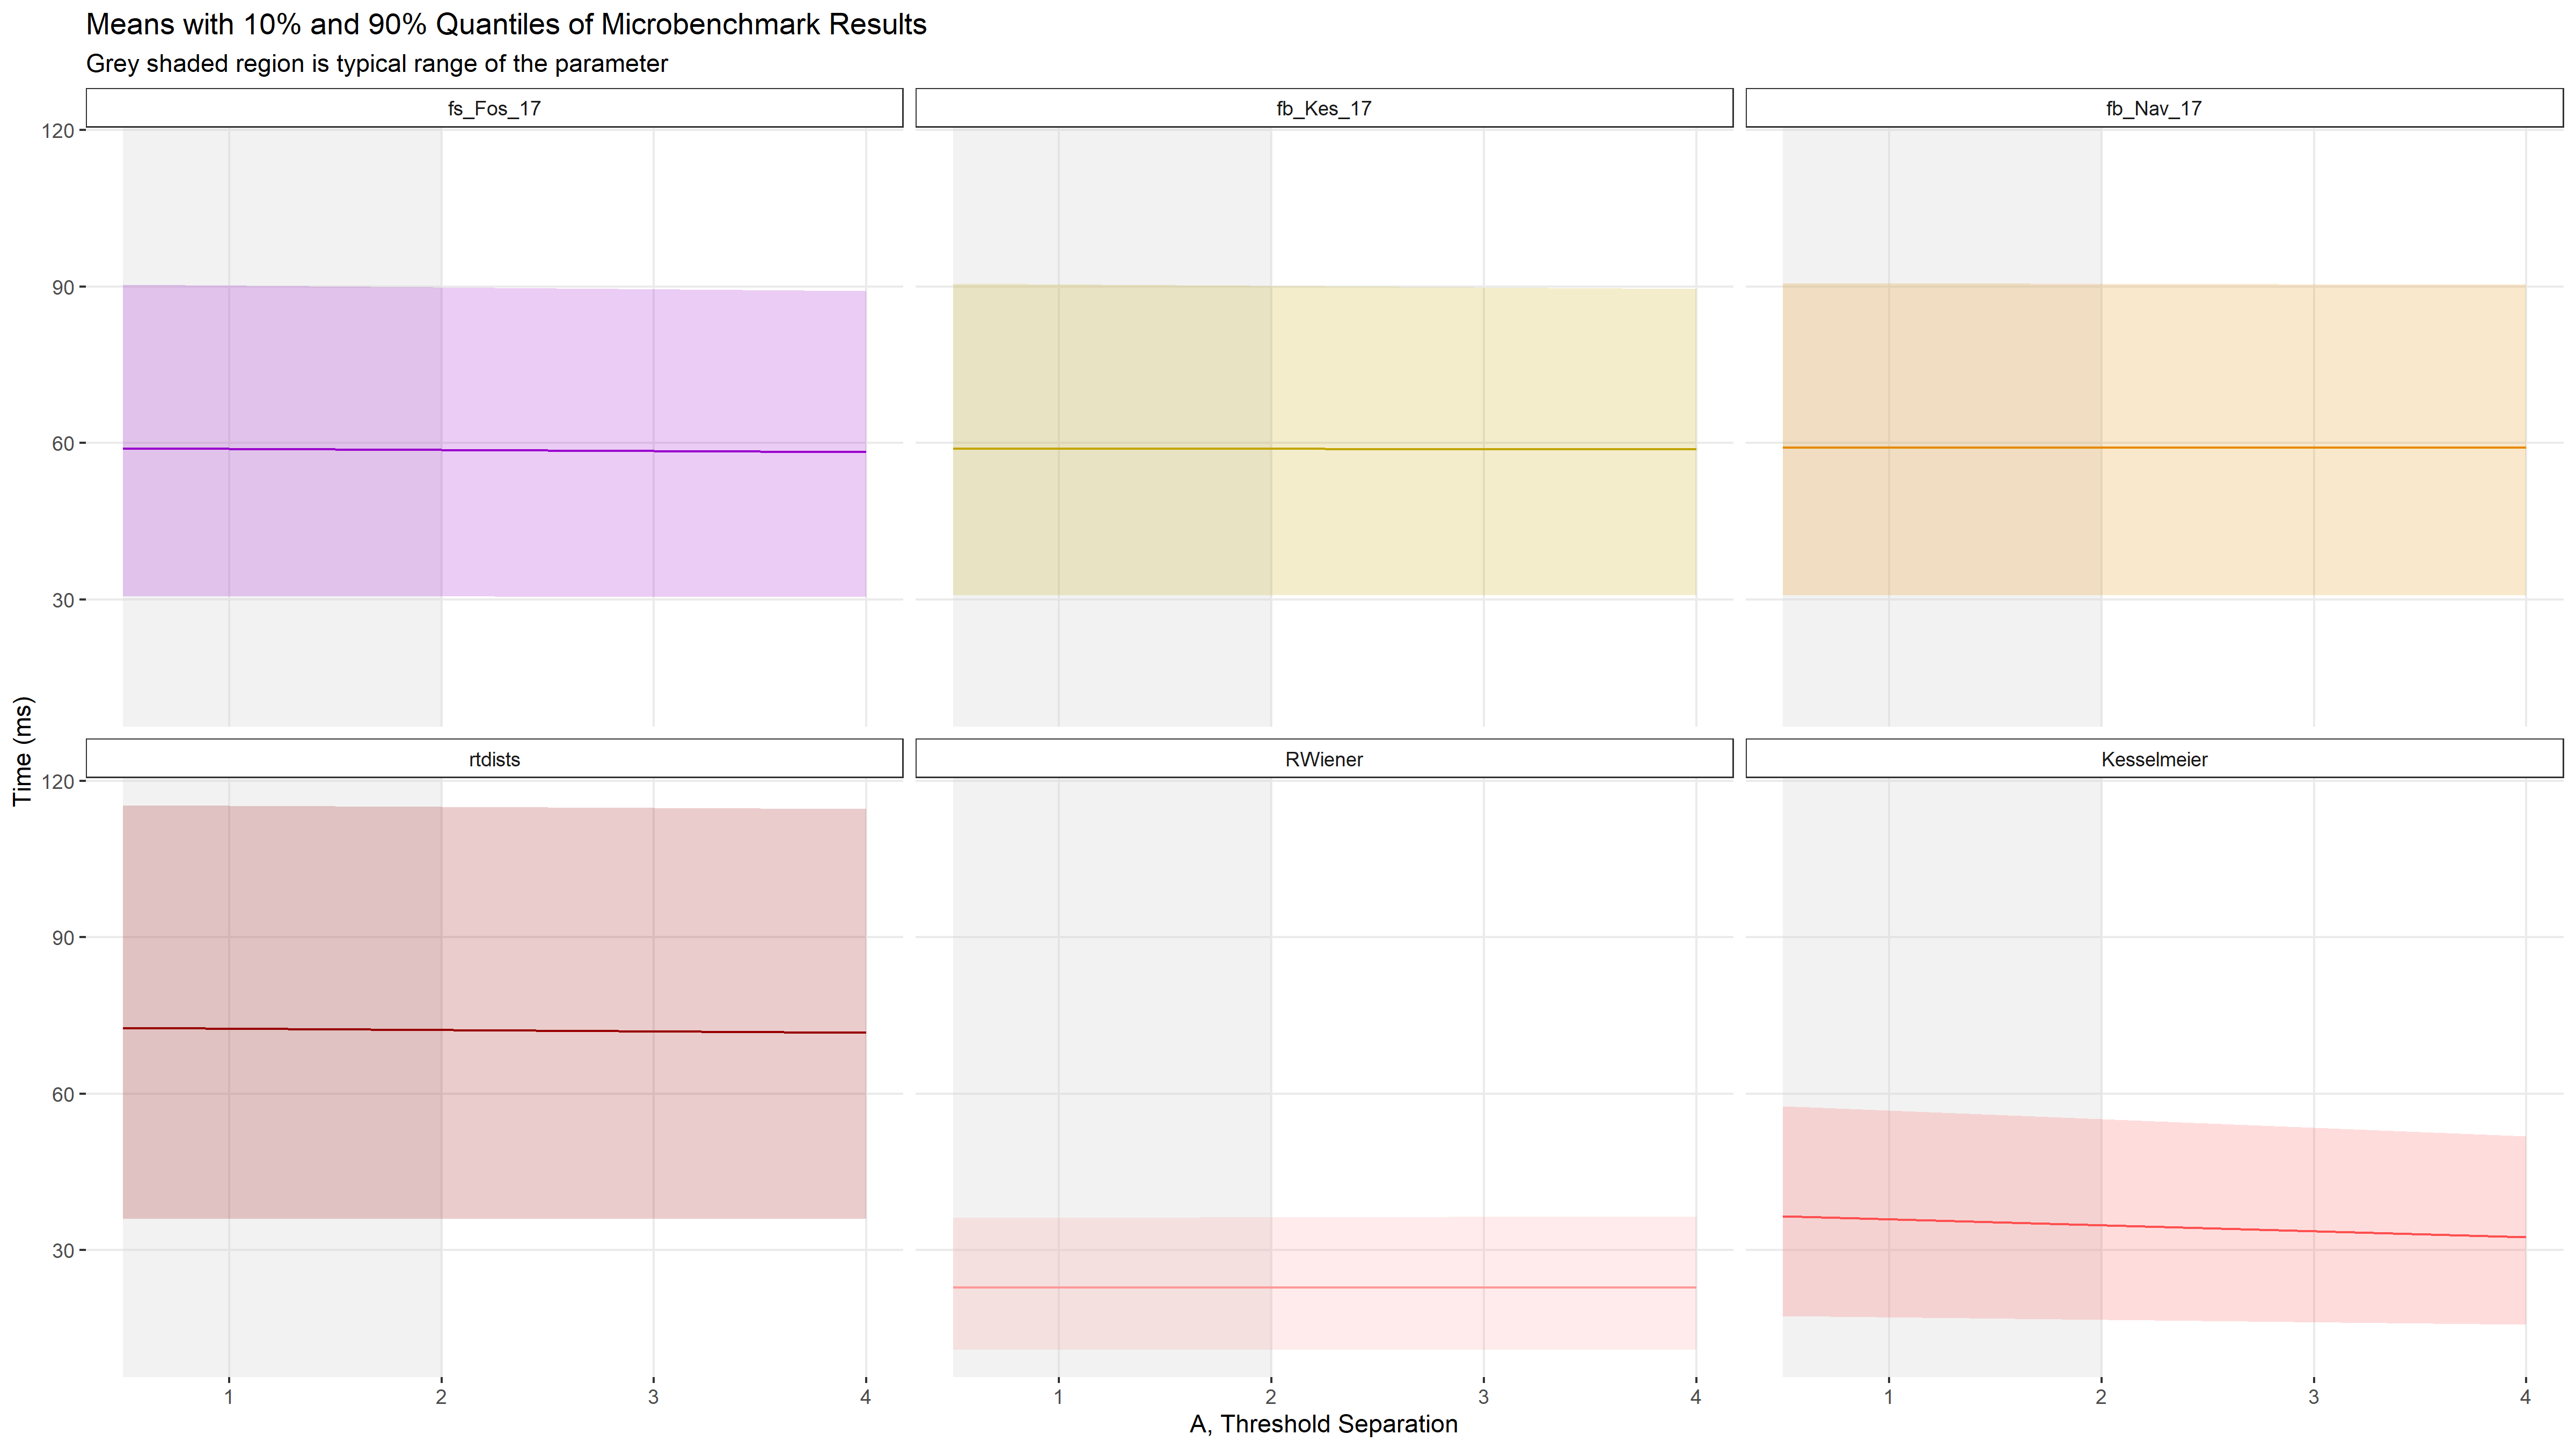 Means with 10% and 90% Quantiles of Microbenchmark Results
Grey shaded region is typical range of the parameter
fs_Fos_17
fb_Kes_17
fb_Nav_17
120
90
60
30
Time (ms)
rtdists
RWiener
Kesselmeier
120
90
60
30
1 2 3 4
1 2 3 4
1 2 3 4
A, Threshold Separation